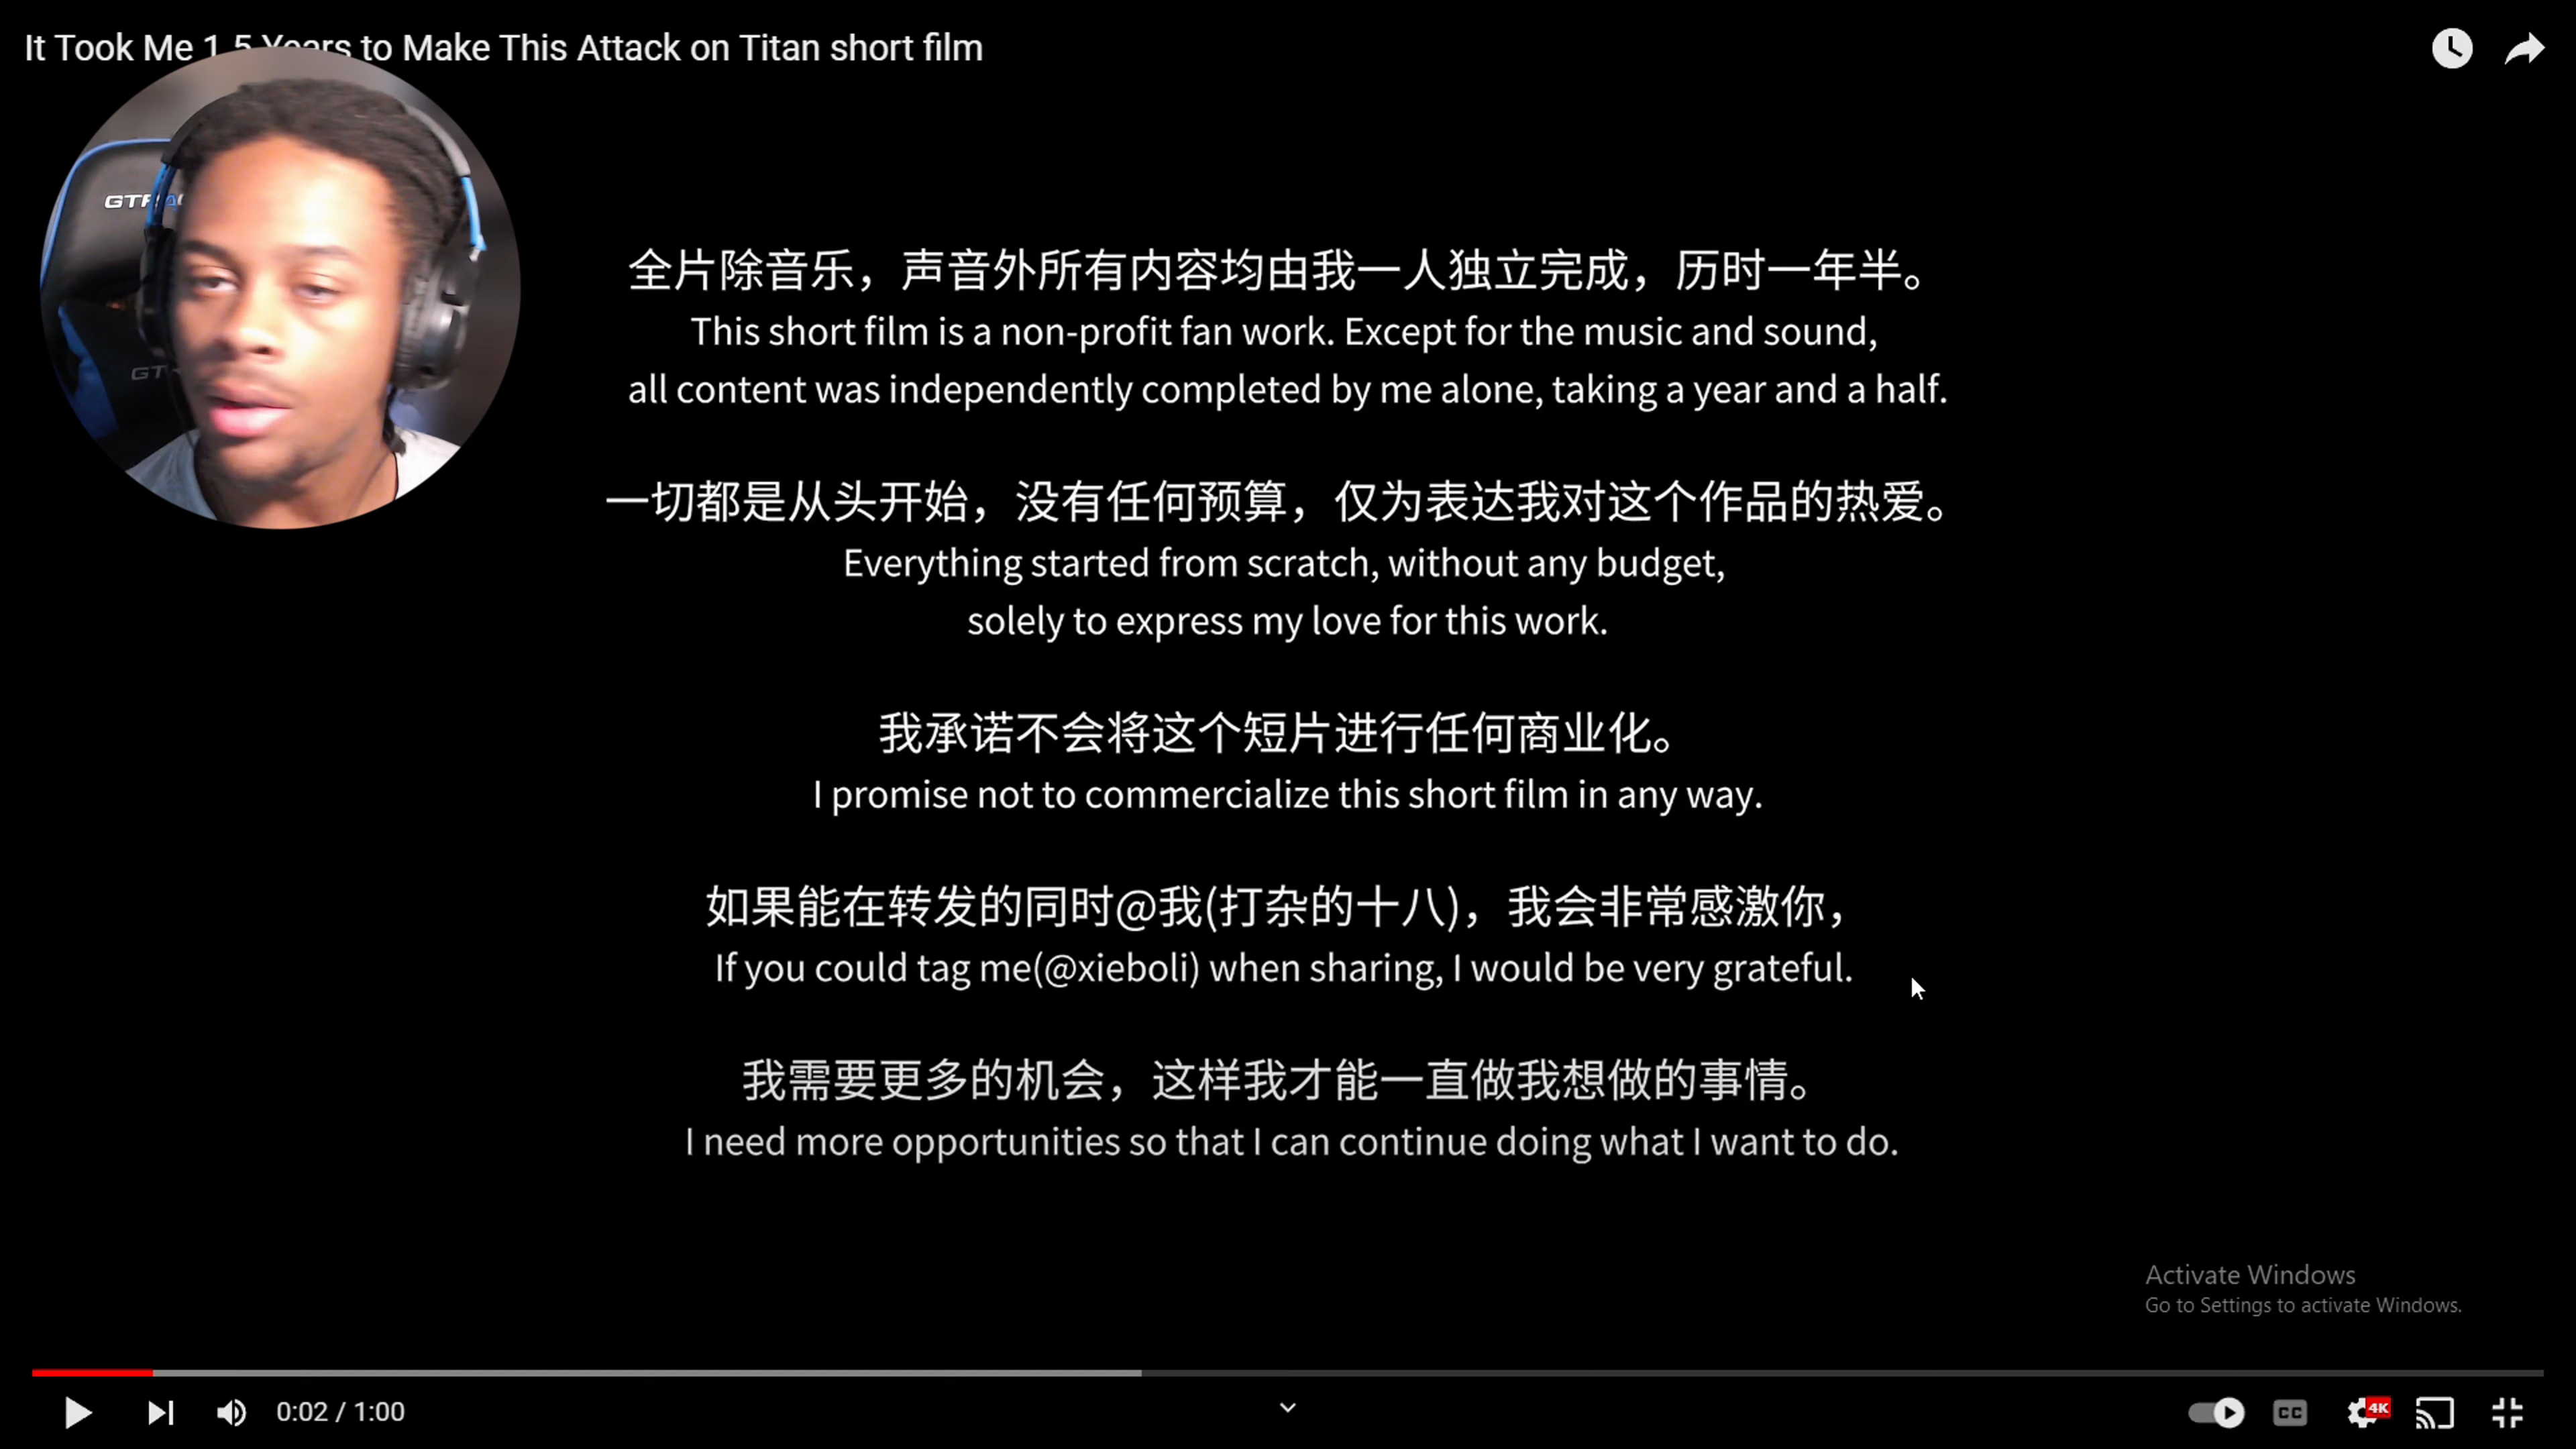 It Took Me 1.5 Years to Make This Attack on Titan short film
全片除音乐，声音外所有内容均由我一人独立完成，历时一年半。
This short film is a non-profit fan work. Except for the music and sound,
all content was independently completed by me alone, taking a year and a half.
一切都是从头开始，没有任何预算，仅为表达我对这个作品的热爱。
Everything started from scratch, without any budget,
solely to express my love for this work.
我承诺不会将这个短片进行任何商业化。
I promise not to commercialize this short film in any way.
如果能在转发的同时@我(打杂的十八)，我会非常感激你，
If you could tag me(@xieboli) when sharing, I would be very grateful.
我需要更多的机会，这样我才能一直做我想做的事情。
I need more opportunities so that I can continue doing what I want to do.
Activate Windows
Go to Settings to activate Windows.
0:02 / 1:00
CC
4K